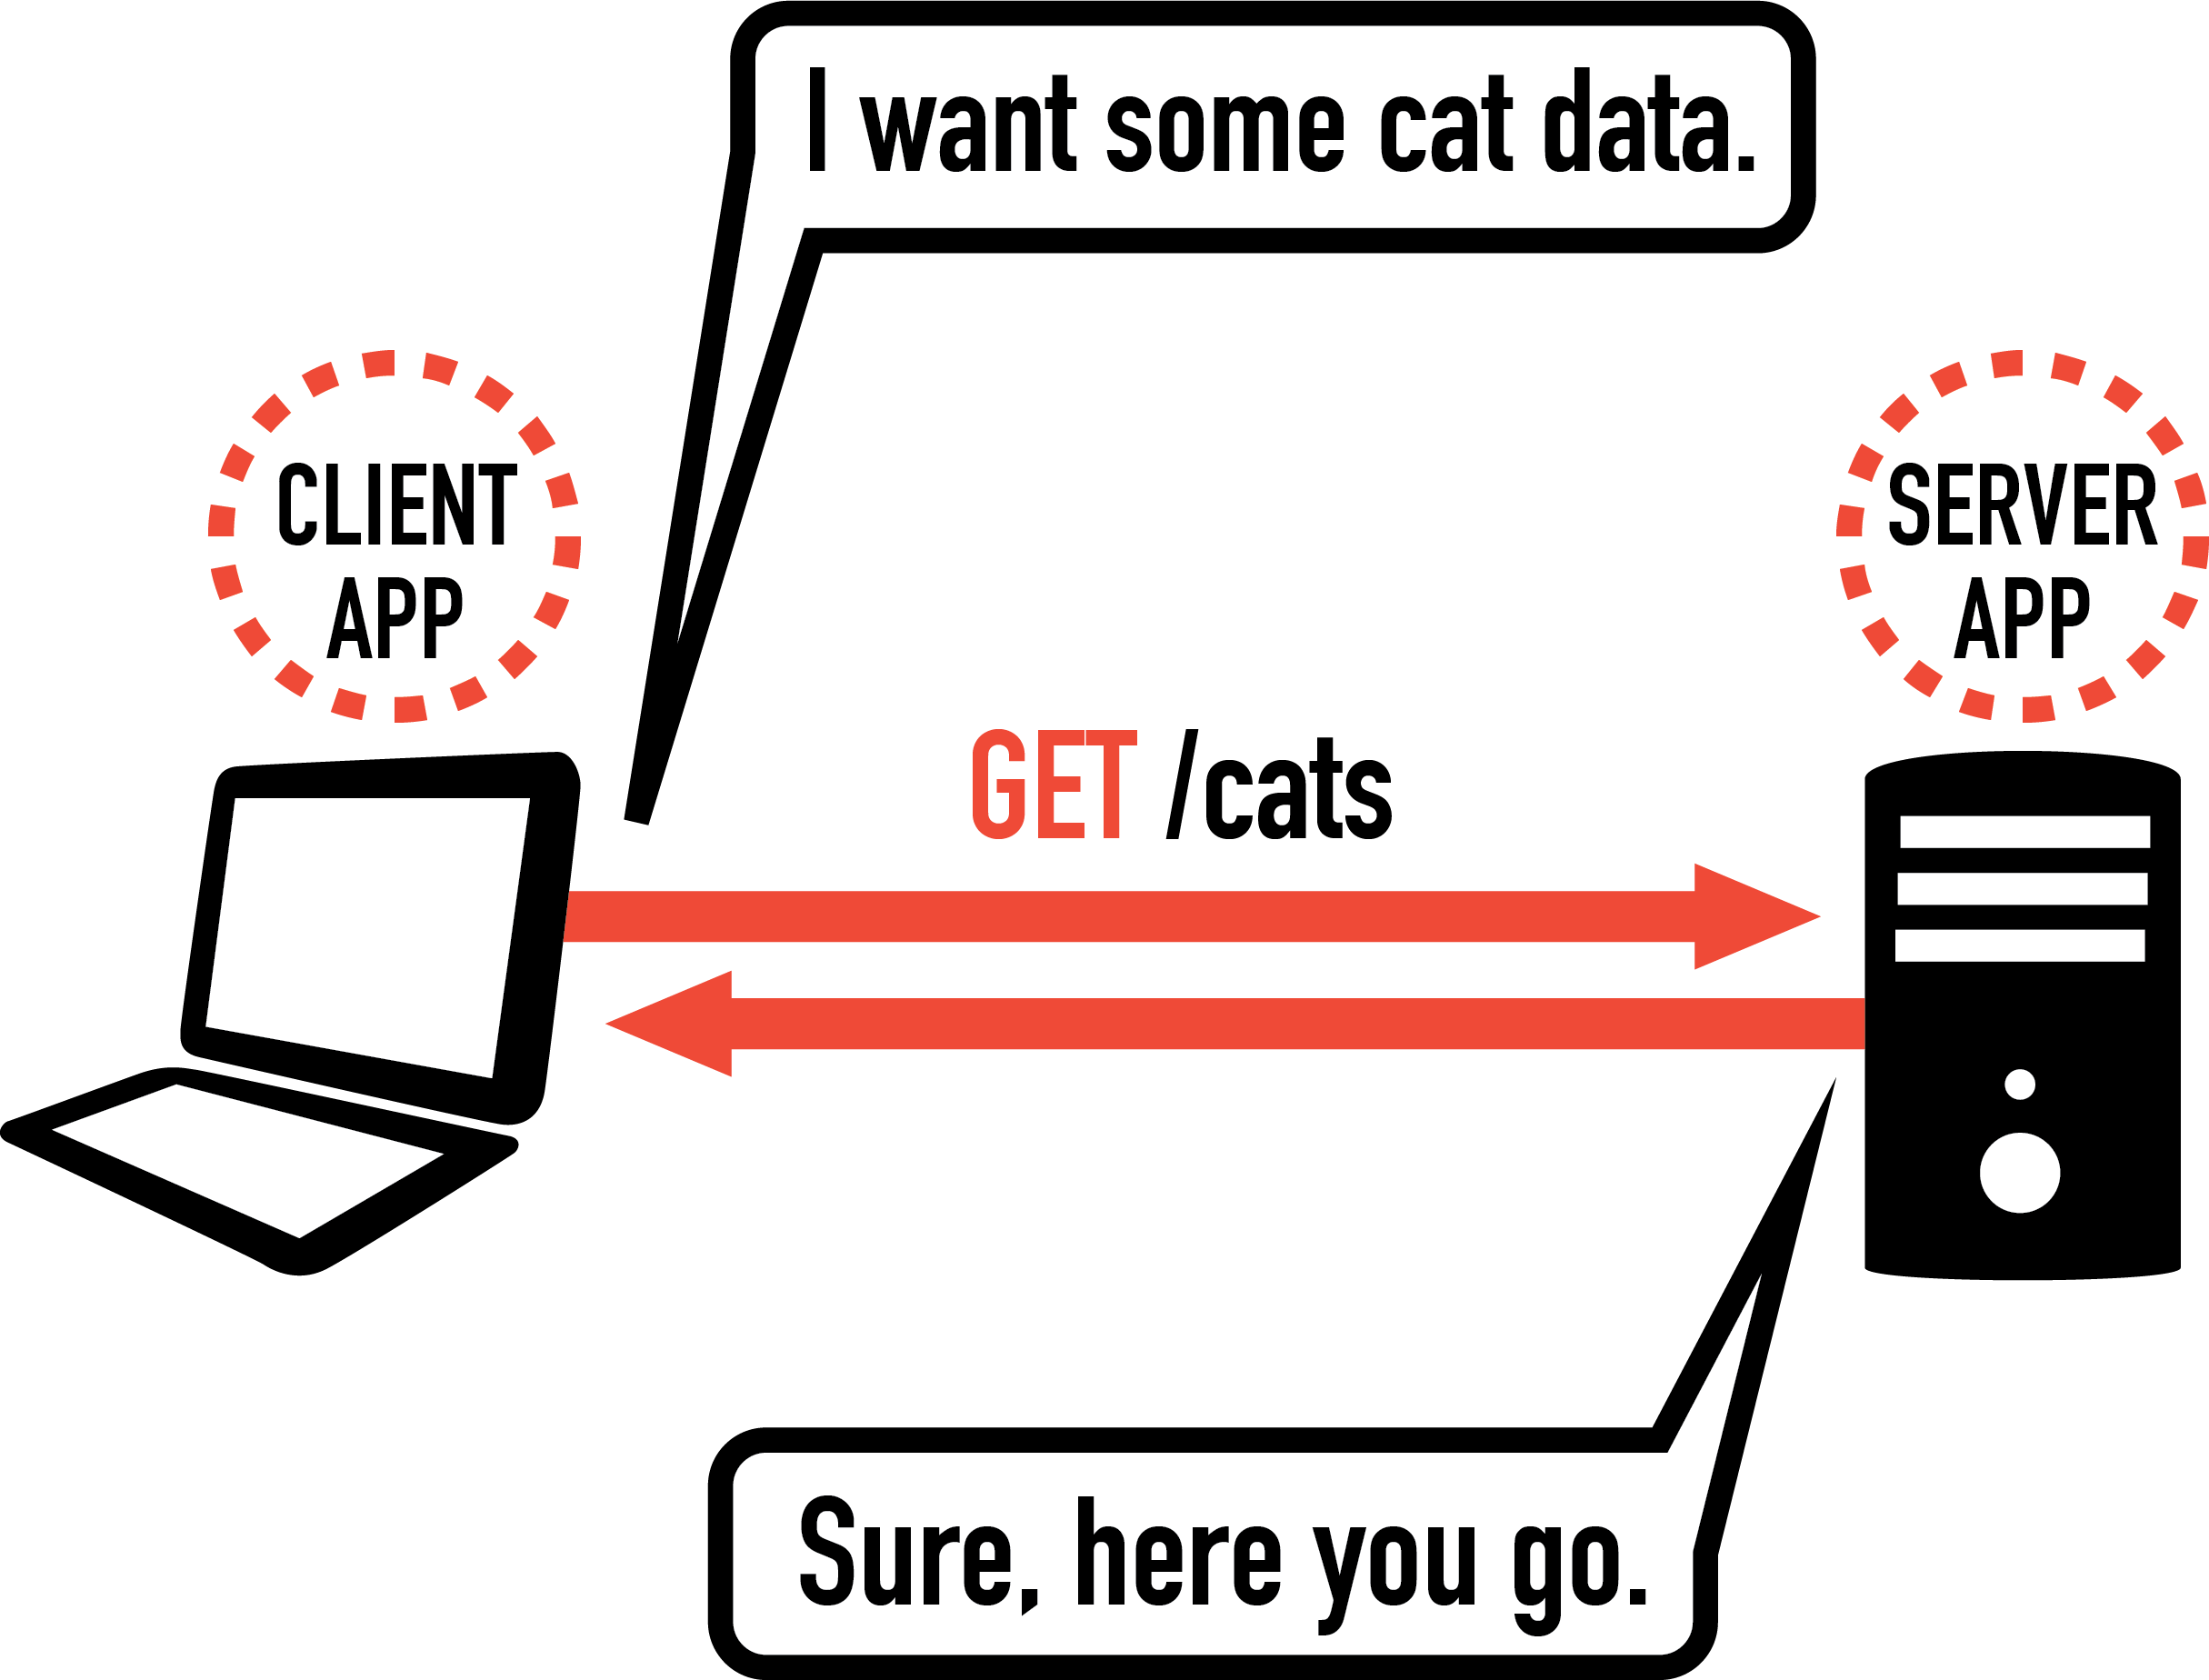 I want some cat data.
CLIENT
APP
SERVER
APP
GET /cats
Sure, here you go.